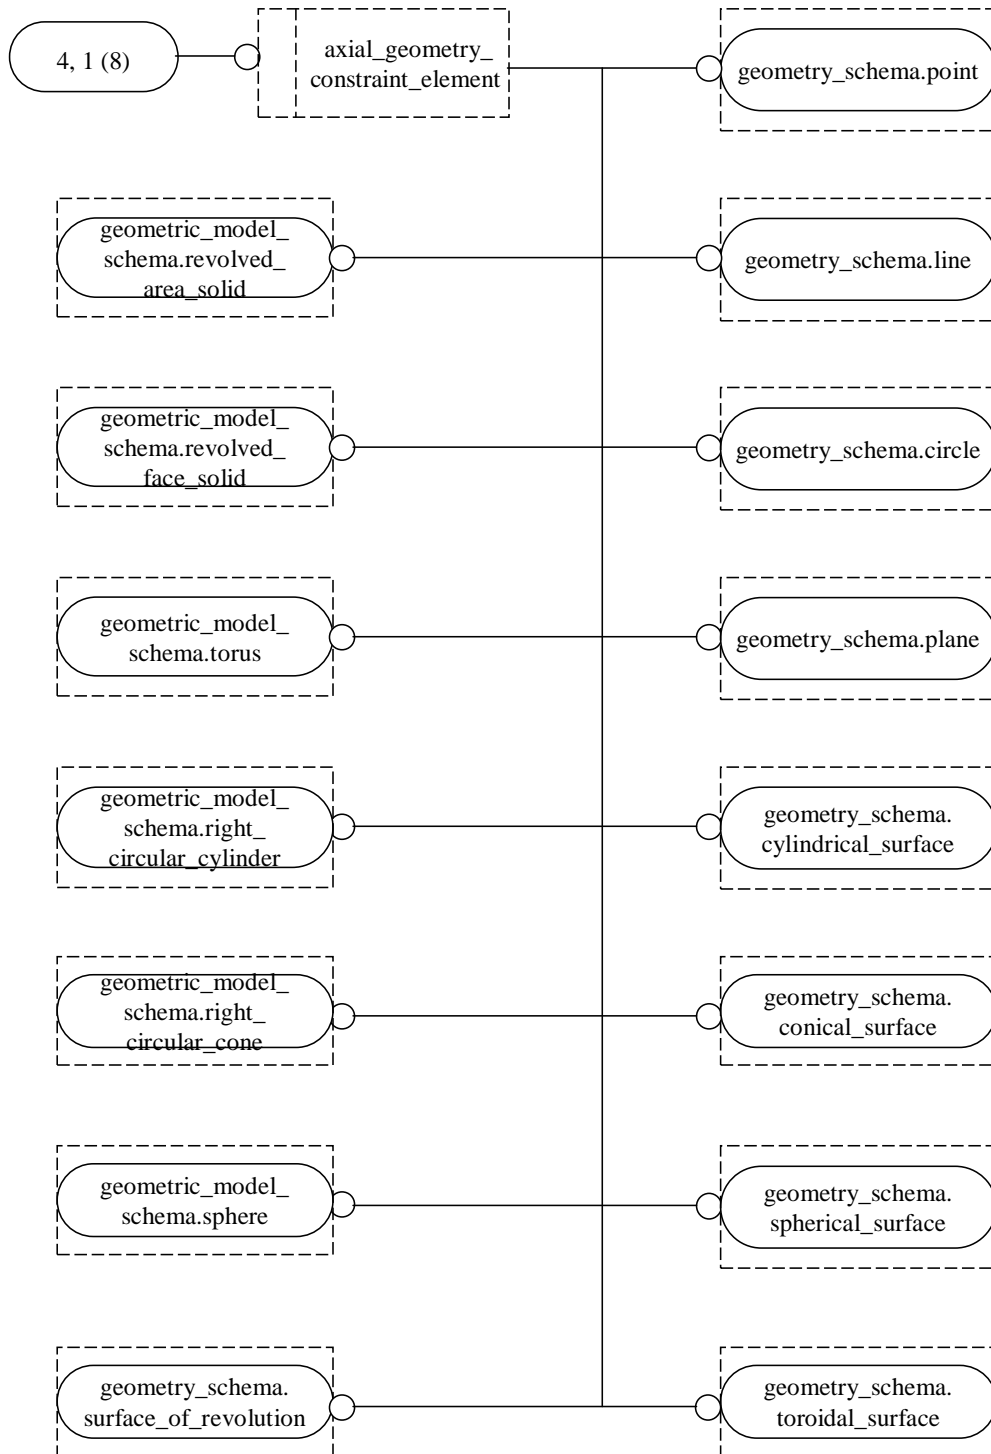 4, 1 (8)
axial_geometry_
constraint_element
geometry_schema.point
geometric_model_
schema.revolved_
area_solid
geometry_schema.line
geometric_model_
schema.revolved_
face_solid
geometry_schema.circle
geometric_model_
schema.torus
geometry_schema.plane
geometric_model_
schema.right_
circular_cylinder
geometry_schema.
cylindrical_surface
geometric_model_
schema.right_
circular_cone
geometry_schema.
conical_surface
geometric_model_
schema.sphere
geometry_schema.
spherical_surface
geometry_schema.
surface_of_revolution
geometry_schema.
toroidal_surface